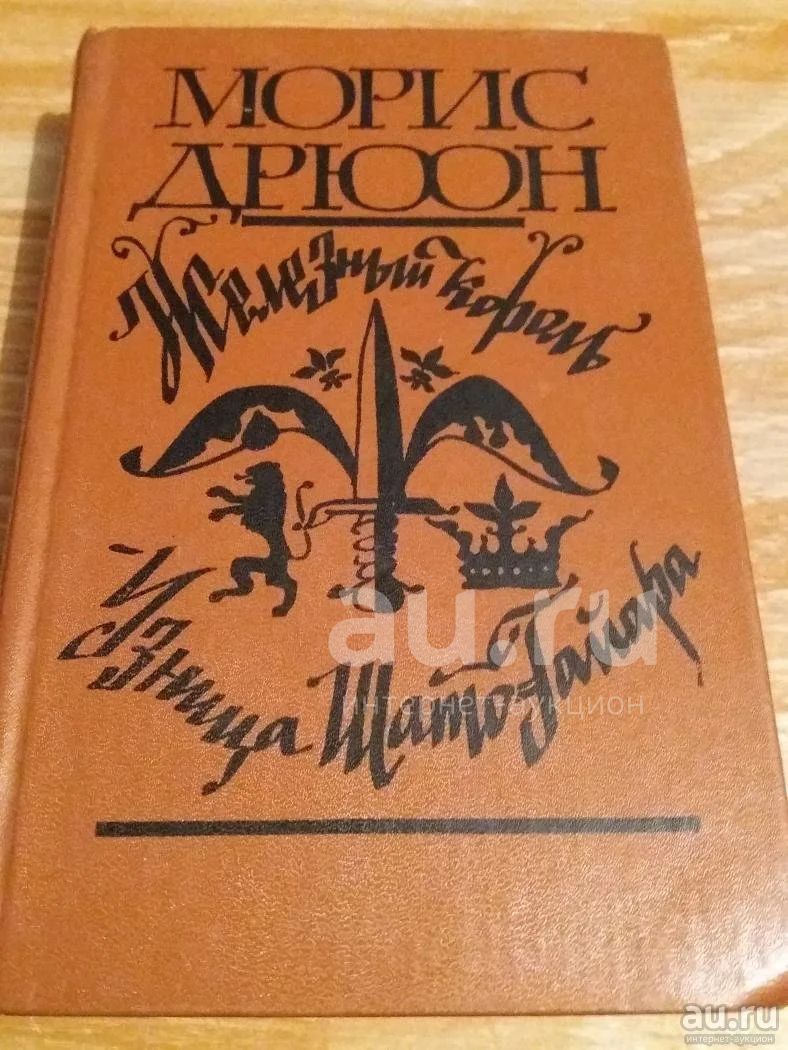 МОРИС
ДРЮОН
Железный король
Узница Шато-Гайара
au.ru
интернет-аукцион
au.ru
интернет-аукцион